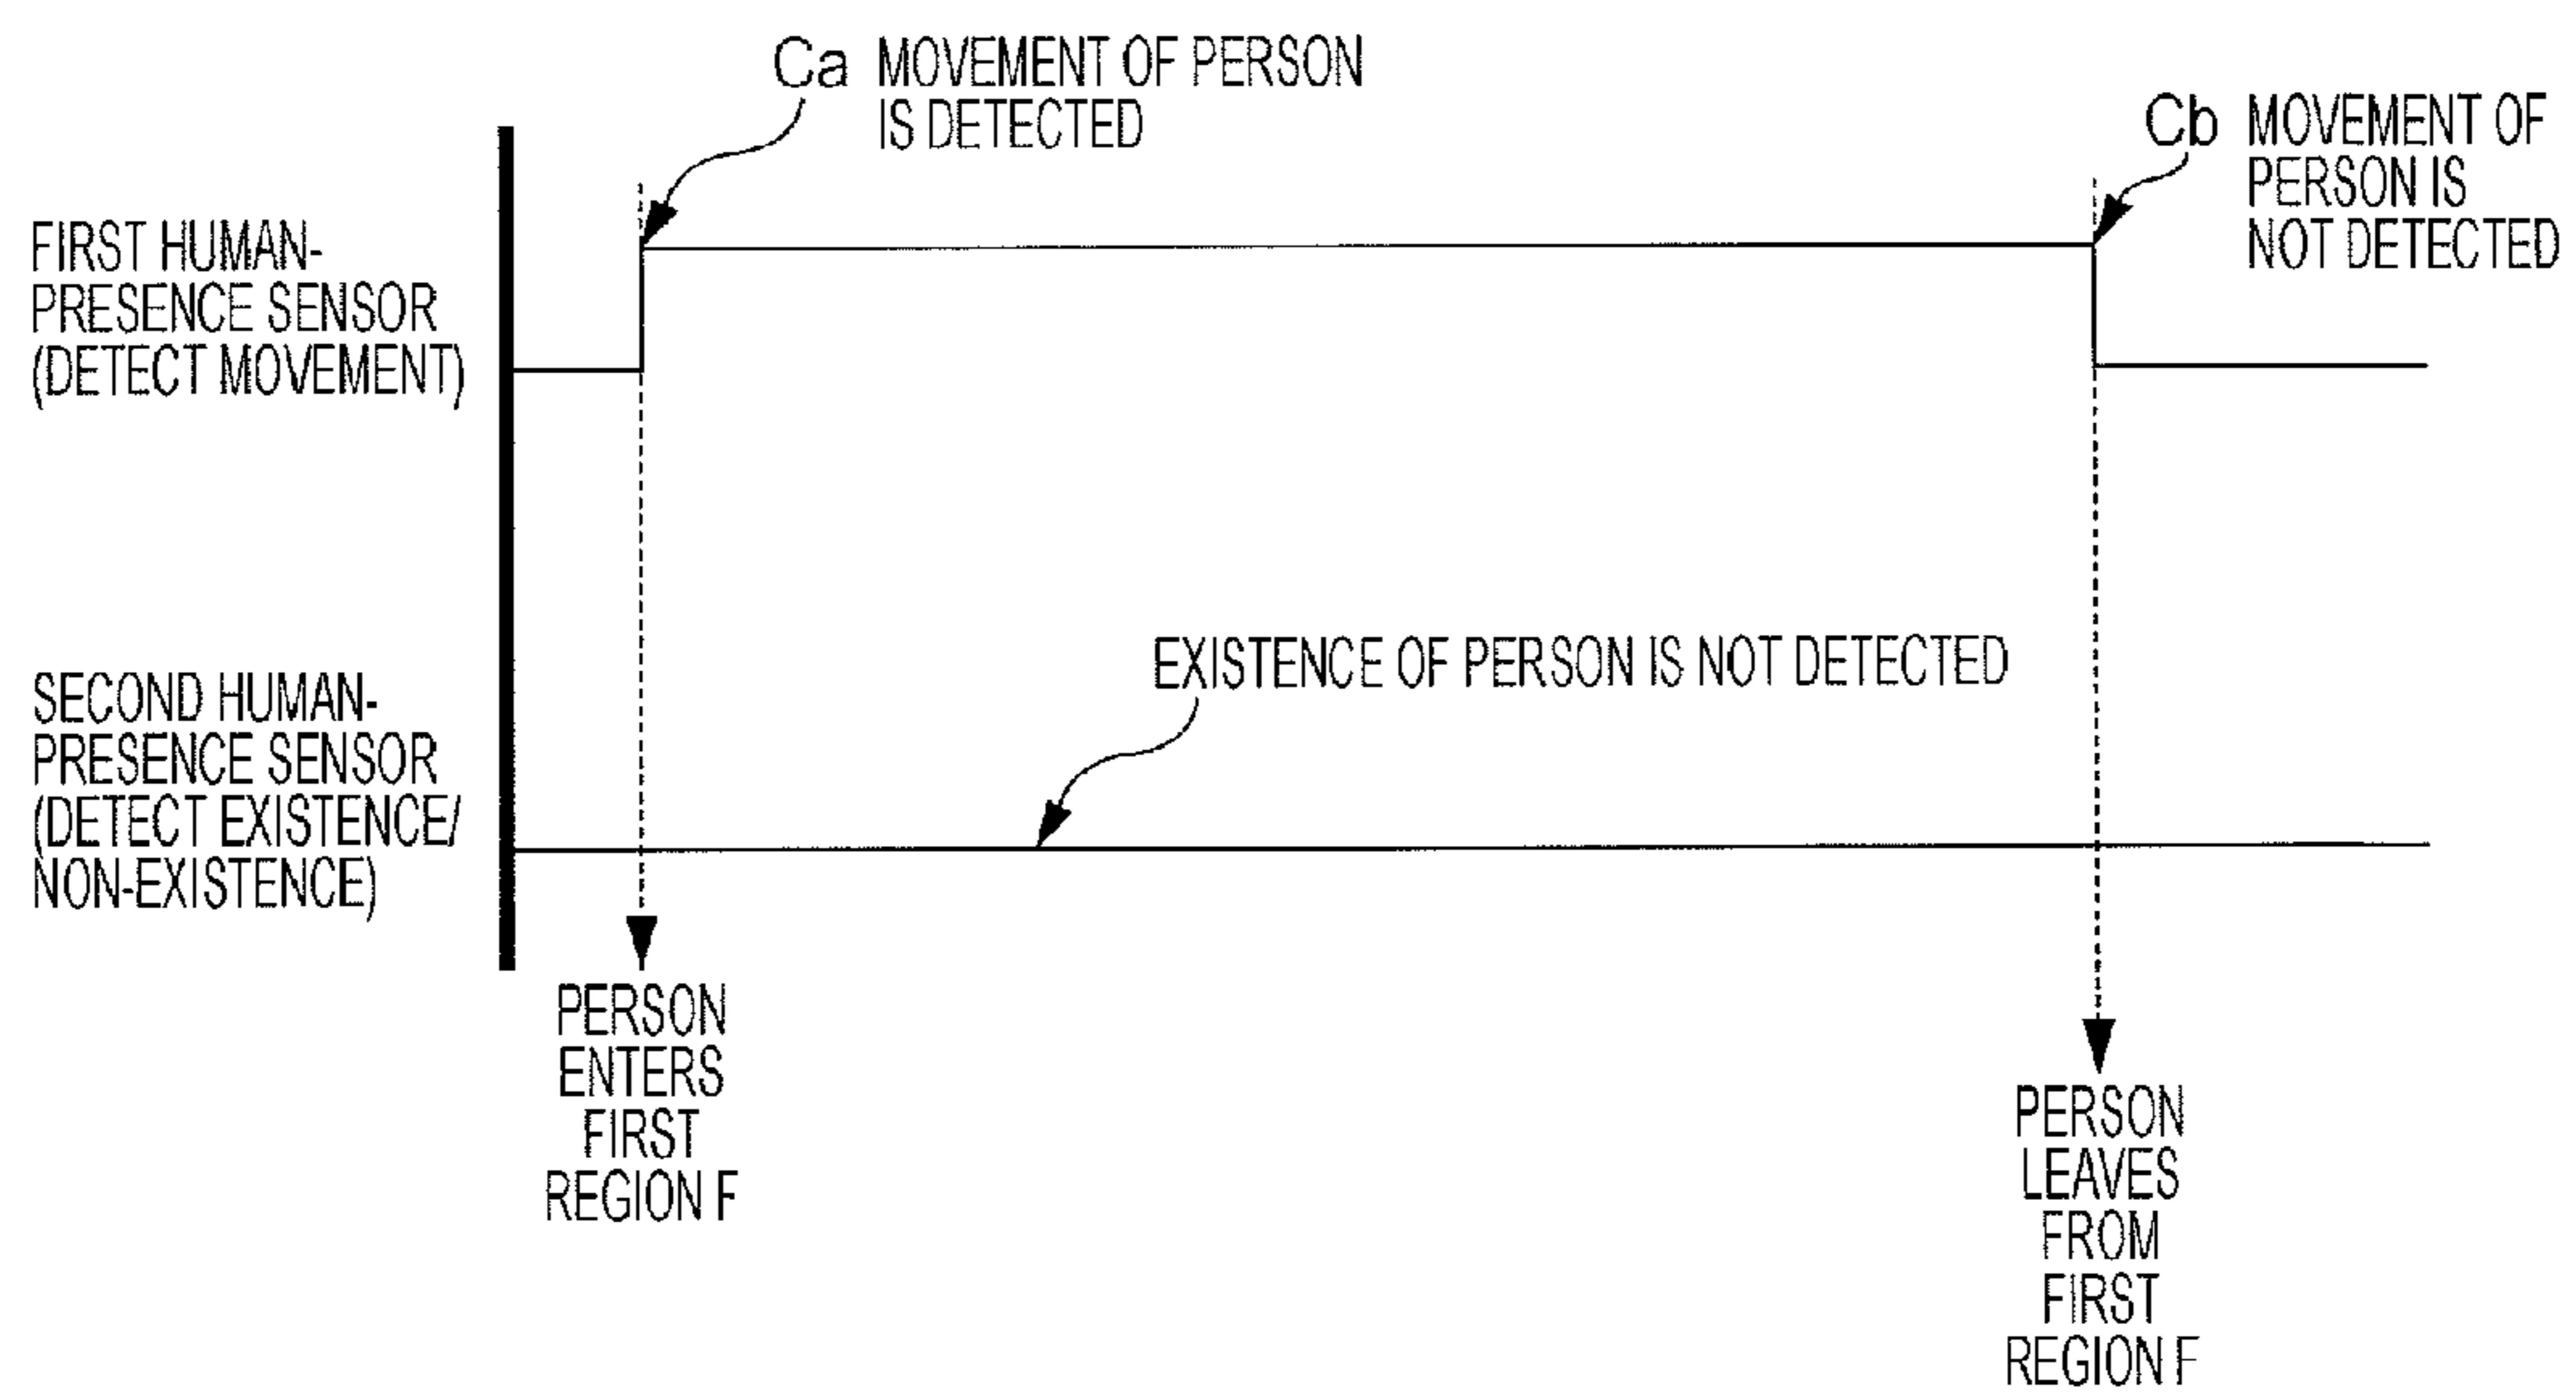 Ca MOVEMENT OF PERSON
IS DETECTED
Cb MOVEMENT OF
PERSON IS
NOT DETECTED
FIRST HUMAN-
PRESENCE SENSOR
(DETECT MOVEMENT)
EXISTENCE OF PERSON IS NOT DETECTED
SECOND HUMAN-
PRESENCE SENSOR
(DETECT EXISTENCE/
NON-EXISTENCE)
PERSON
ENTERS
FIRST
REGION F
PERSON
LEAVES
FROM
FIRST
REGION F